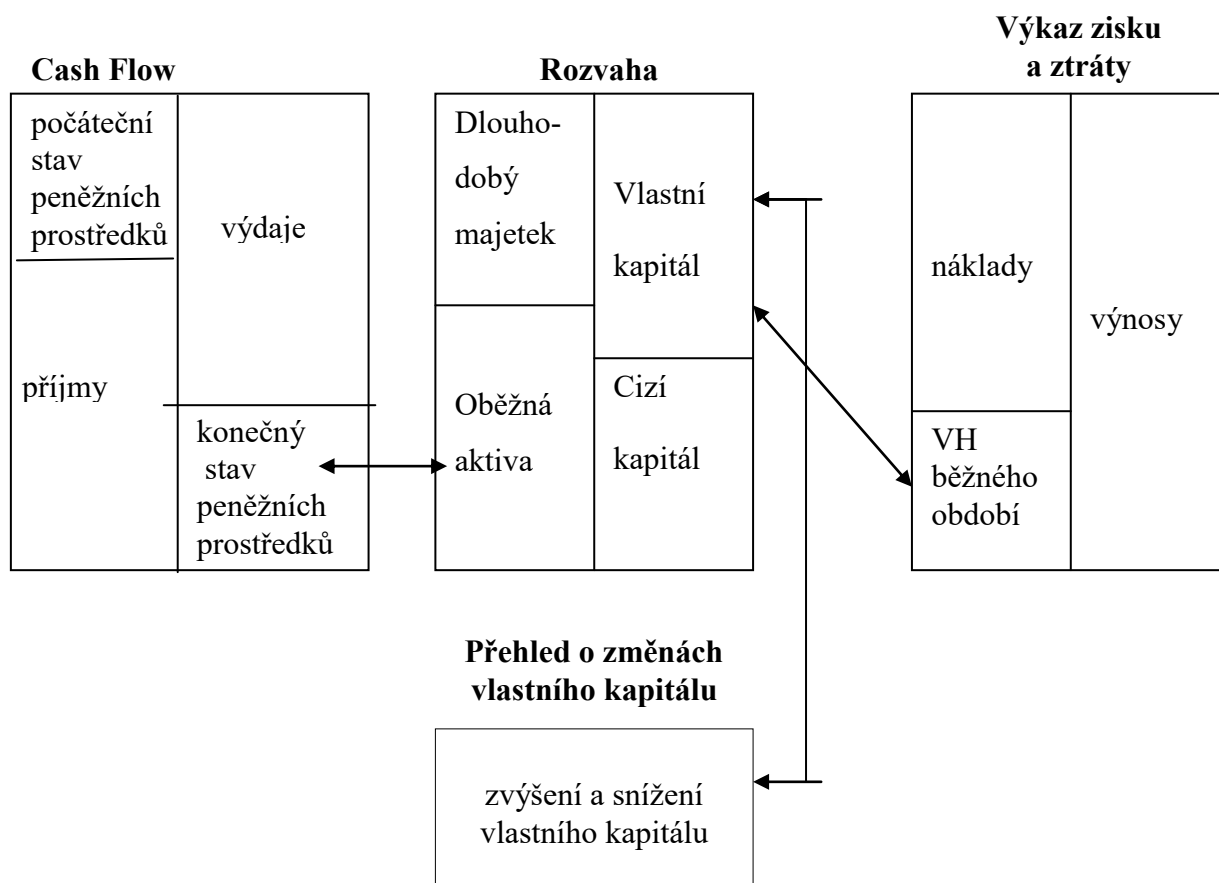 Cash Flow
počáteční
stav
peněžních
prostředků
příjmy
výdaje
konečný
stav
peněžních
prostředků
Rozvaha
Dlouho-
dobý
majetek
Oběžná
aktiva
Vlastní
kapitál
Cizí
kapitál
Výkaz zisku
a ztráty
náklady
VH
běžného
období
výnosy
Přehled o změnách
vlastního kapitálu
zvýšení a snížení
vlastního kapitálu